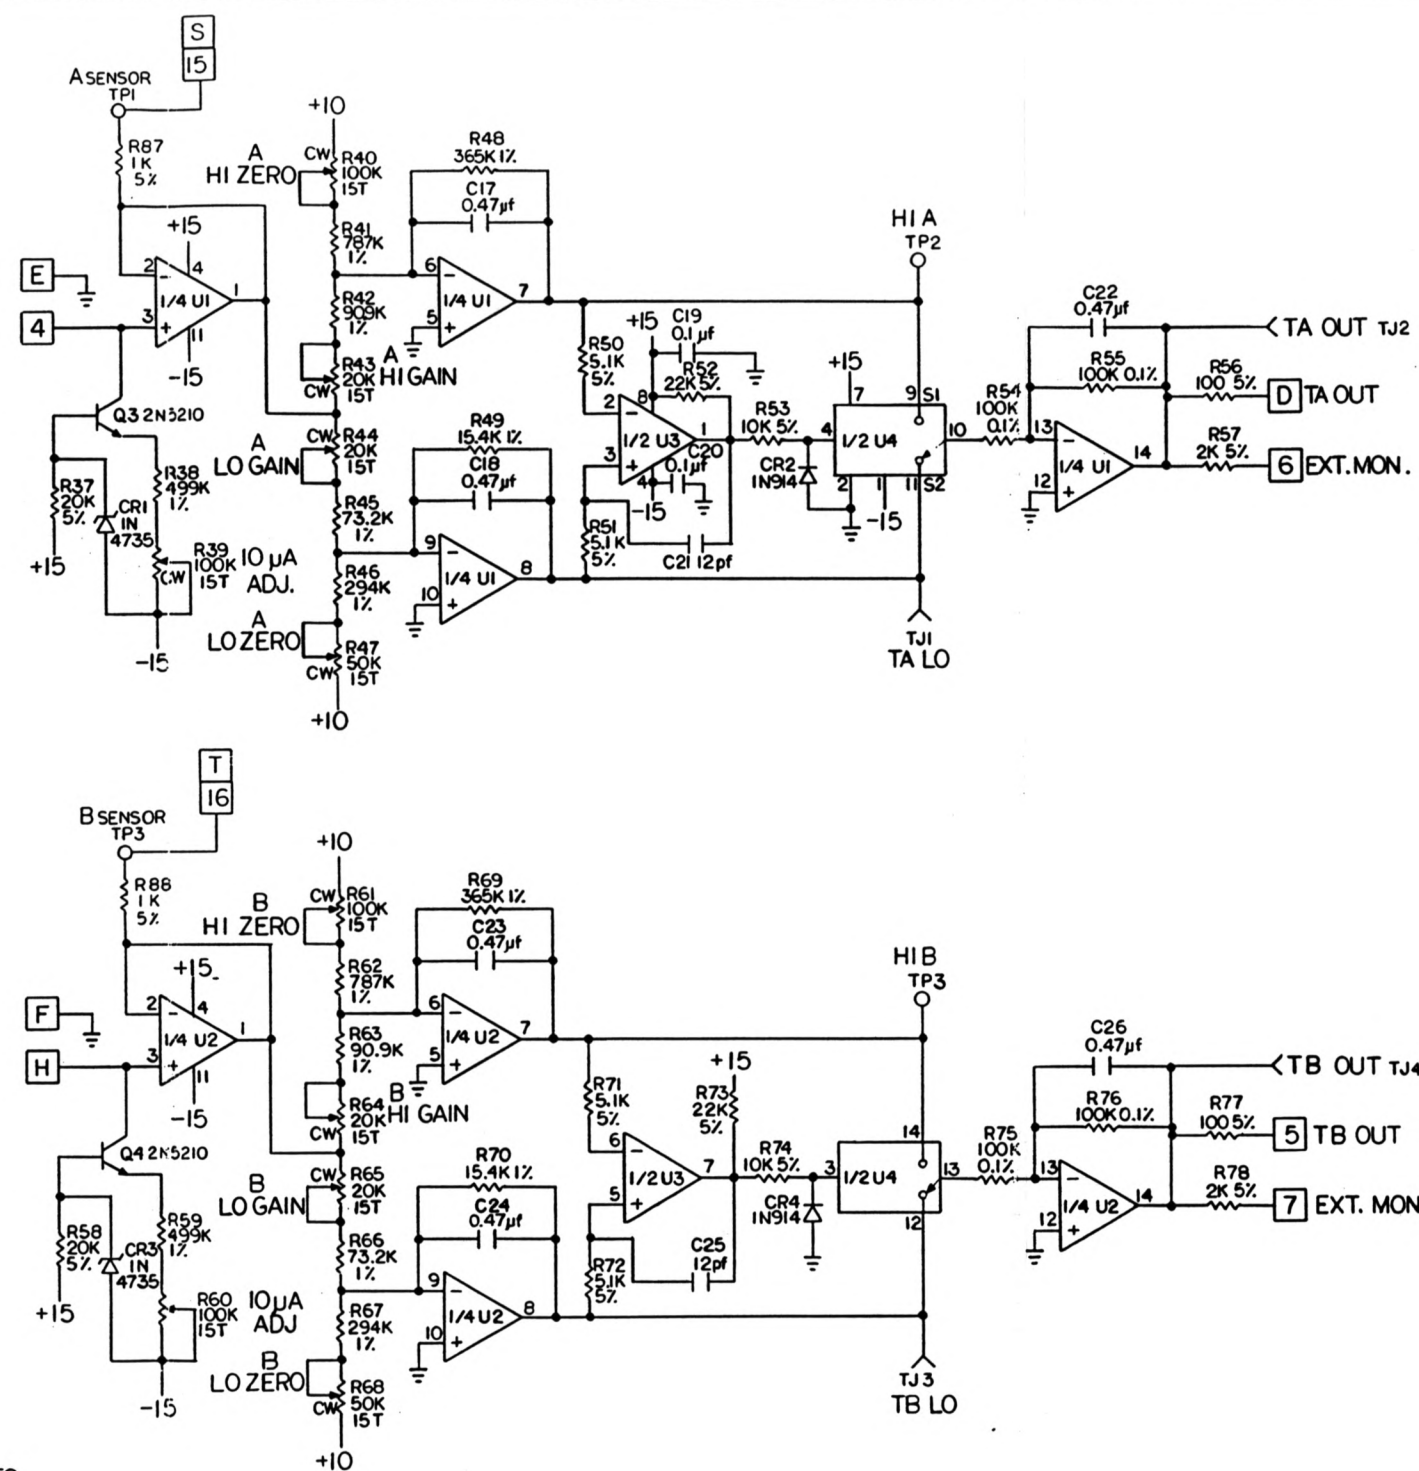 S
15
A SENSOR
TP1
R87
1K
5%
+15
2
-
4
1/4 U1
1
3
+
11
-15
E
4
Q3 2N5210
R37
20K
5%
+15
CR1
1N
4735
R38
499K
1%
R39
100K
15T
CW
10 µA
ADJ.
-15
+10
A
HI ZERO
CW
R40
100K
15T
R41
787K
1%
R42
909K
1%
A
HI GAIN
R43
20K
15T
CW
A
LO GAIN
CW
R44
20K
15T
R45
73.2K
1%
R46
294K
1%
A
LO ZERO
R47
50K
15T
CW
+10
R48
365K 1%
C17
0.47µf
6
-
1/4 U1
7
5
+
R49
15.4K 1%
C18
0.47µf
9
-
1/4 U1
8
10
+
R50
5.1K
5%
+15
C19
0.1µf
R52
22K 5%
8
2
-
1/2 U3
1
3
+
4
C20
0.1µf
-15
R51
5.1K
5%
C21 12pf
R53
10K 5%
CR2
1N914
HI A
TP2
+15
7
9
S1
4
1/2 U4
10
2
1
11
S2
-15
TJ1
TA LO
R54
100K
0.1%
C22
0.47µf
R55
100K 0.1%
13
-
1/4 U1
14
12
+
TA OUT TJ2
R56
100 5%
D
TA OUT
R57
2K 5%
6
EXT. MON.
T
16
B SENSOR
TP3
R88
1K
5%
+15
2
-
4
1/4 U2
1
3
+
11
-15
F
H
Q4 2N5210
R58
20K
5%
+15
CR3
1N
4735
R59
499K
1%
R60
100K
15T
10µA
ADJ
-15
+10
B
HI ZERO
CW
R61
100K
15T
R62
787K
1%
R63
90.9K
1%
B
HI GAIN
R64
20K
15T
CW
B
LO GAIN
R65
20K
15T
R66
73.2K
1%
R67
294K
1%
B
LO ZERO
R68
50K
15T
CW
+10
R69
365K 1%
C23
0.47µf
6
-
1/4 U2
7
5
+
R70
15.4K 1%
C24
0.47µf
9
-
1/4 U2
8
10
+
R71
5.1K
5%
+15
R73
22K
5%
6
-
1/2 U3
7
5
+
R72
5.1K
5%
C25
12pf
R74
10K 5%
CR4
1N914
HI B
TP3
14
3
1/2 U4
13
12
TJ3
TB LO
R75
100K
0.1%
C26
0.47µf
R76
100K 0.1%
13
-
1/4 U2
14
12
+
TB OUT TJ4
R77
100 5%
5
TB OUT
R78
2K 5%
7
EXT. MON